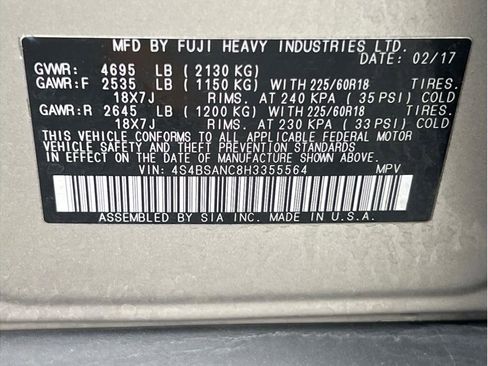 MFD BY FUJI HEAVY INDUSTRIES LTD.
DATE: 02/17
GVWR: 4695 LB (2130 KG)
GAWR:F 2535 LB (1150 KG) WITH 225/60R18 TIRES.
18X7J RIMS. AT 240 KPA (35 PSI) COLD
GAWR:R 2645 LB (1200 KG) WITH 225/60R18 TIRES.
18X7J RIMS. AT 230 KPA (33 PSI) COLD
THIS VEHICLE CONFORMS TO ALL APPLICABLE FEDERAL MOTOR
VEHICLE SAFETY AND THEFT PREVENTION STANDARDS IN EFFECT
ON THE DATE OF MANUFACTURE SHOWN ABOVE.
VIN: 4S4BSANC8H3355564 MPV
ASSEMBLED BY SIA INC. MADE IN U.S.A.